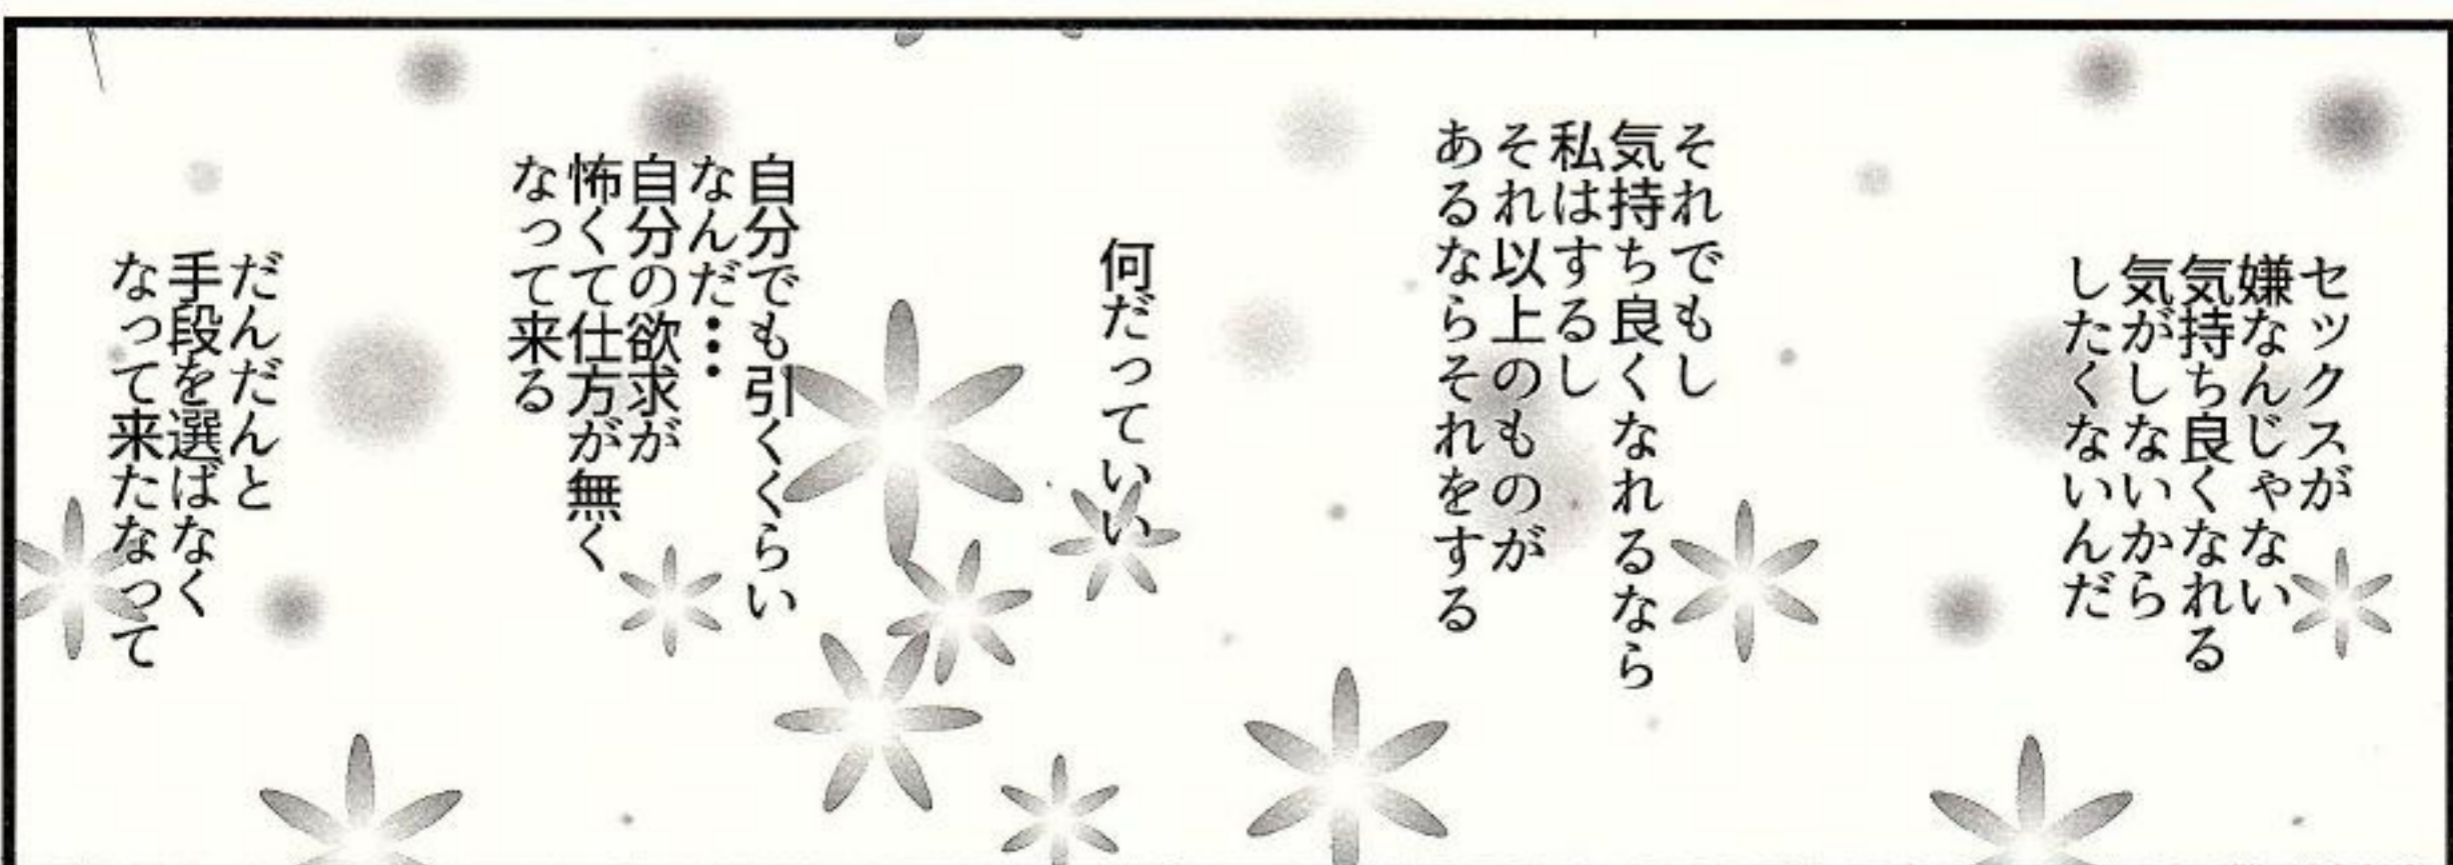 セックスが
嫌なんじゃない
気持ち良くなれる
気がしないから
したくないんだ
それでもし
気持ち良くなれるなら
私はするし
それ以上のものが
あるならそれをする
何だっていい
自分でも引くくらい
なんだ・・・
自分の欲求が
怖くて仕方が無く
なって来る
だんだんと
手段を選ばなく
なって来たなって